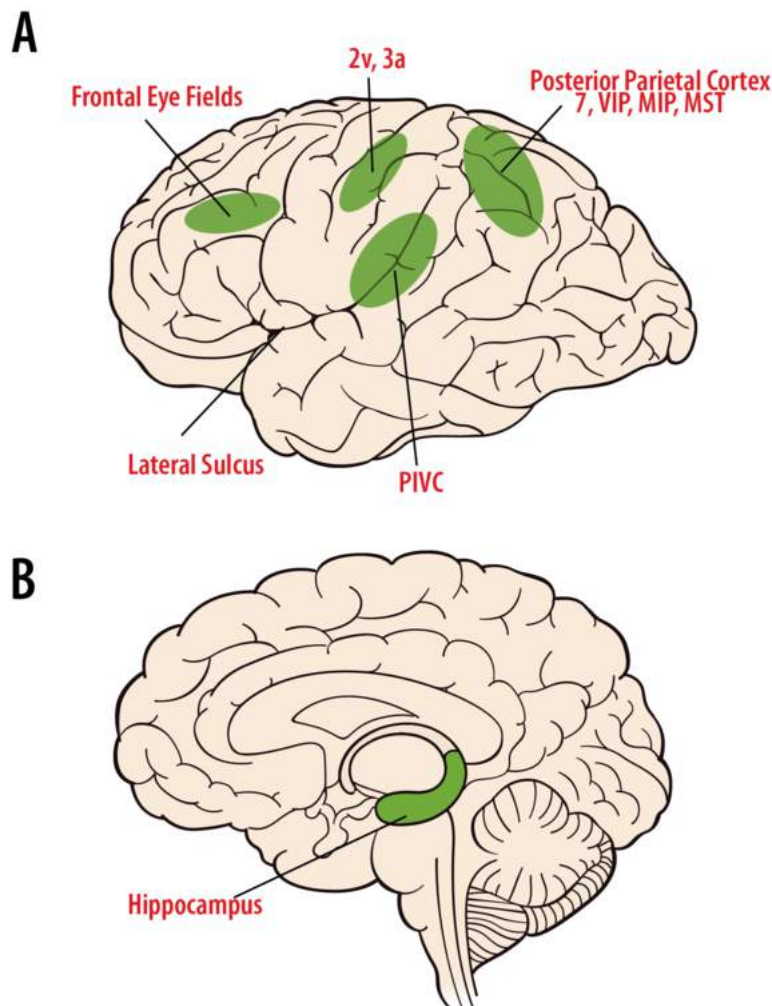 A
2v, 3a
Frontal Eye Fields
Posterior Parietal Cortex
7, VIP, MIP, MST
Lateral Sulcus
PIVC
B
Hippocampus